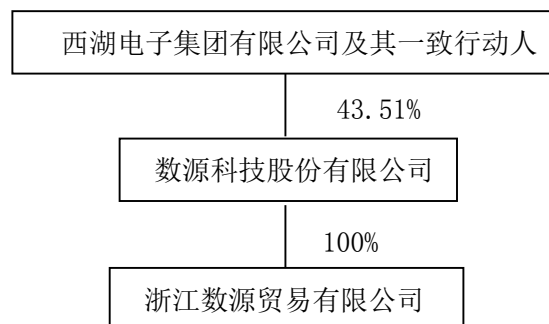 西湖电子集团有限公司及其一致行动人
43.51%
数源科技股份有限公司
100%
浙江数源贸易有限公司